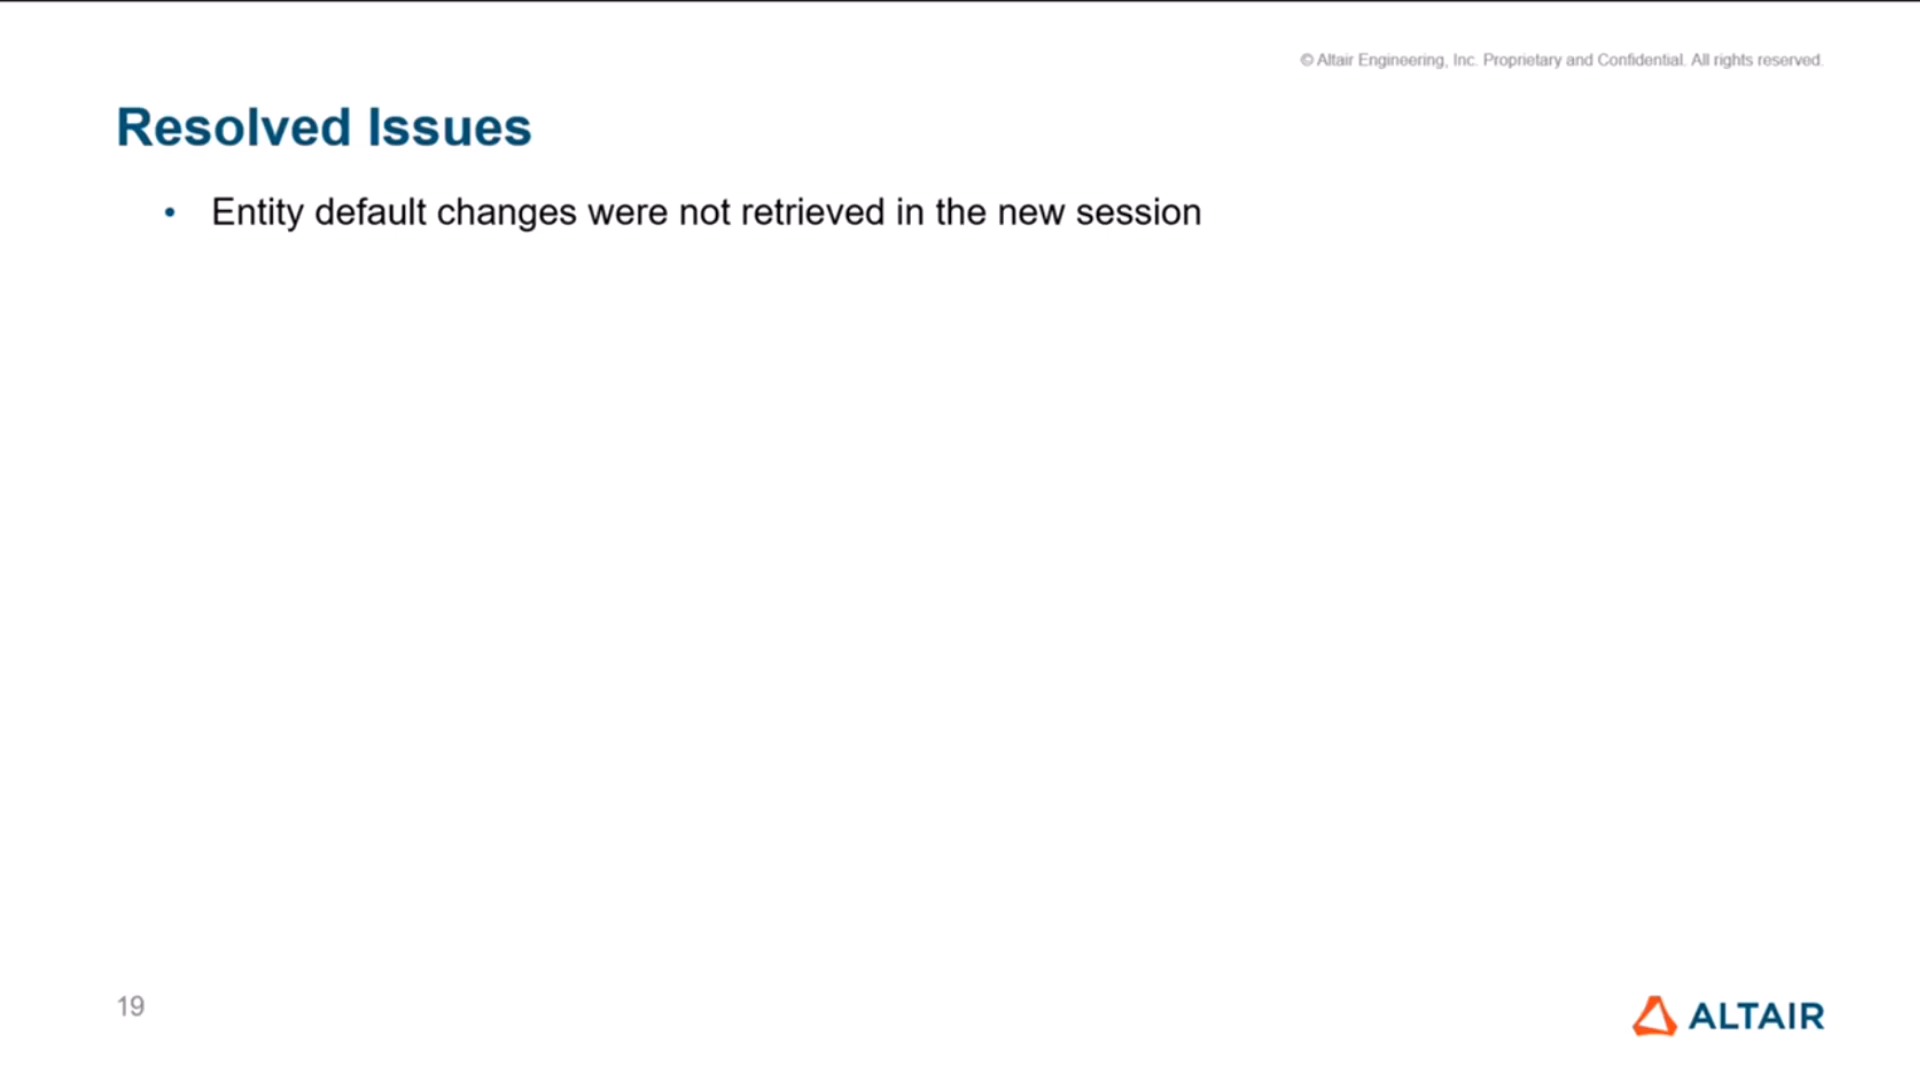 © Altair Engineering, Inc. Proprietary and Confidential. All rights reserved.
Resolved Issues
• Entity default changes were not retrieved in the new session
19
ALTAIR